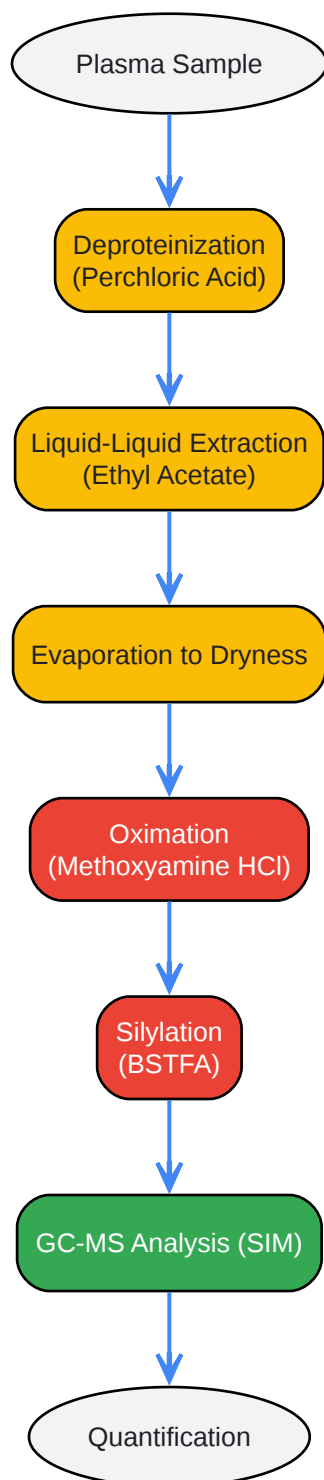 Plasma Sample
Deproteinization
(Perchloric Acid)
Liquid-Liquid Extraction
(Ethyl Acetate)
Evaporation to Dryness
Oximation
(Methoxyamine HCl)
Silylation
(BSTFA)
GC-MS Analysis (SIM)
Quantification